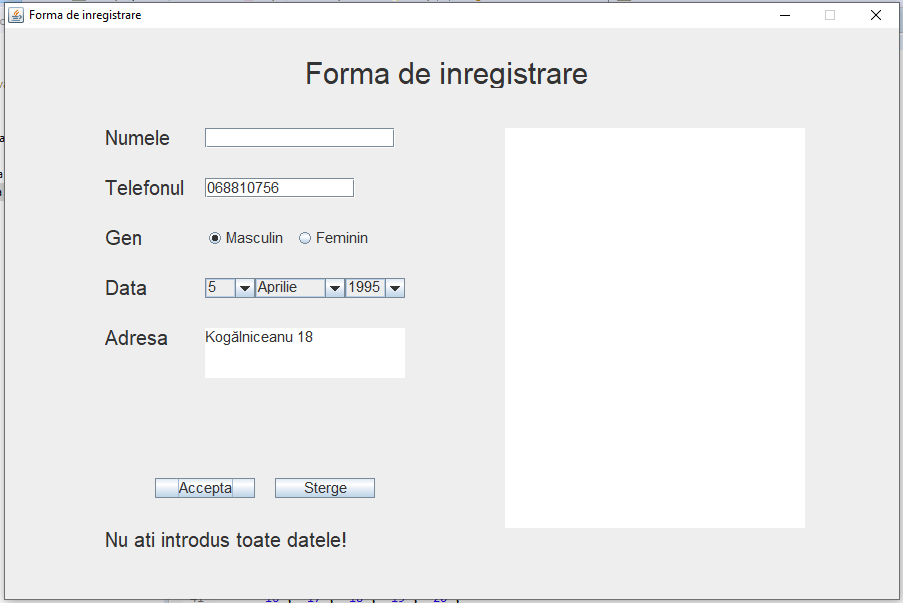 Forma de inregistrare
Forma de inregistrare
Numele
Telefonul 068810756
Gen Masculin Feminin
Data 5 Aprilie 1995
Adresa Kogălniceanu 18
Accepta Sterge
Nu ati introdus toate datele!